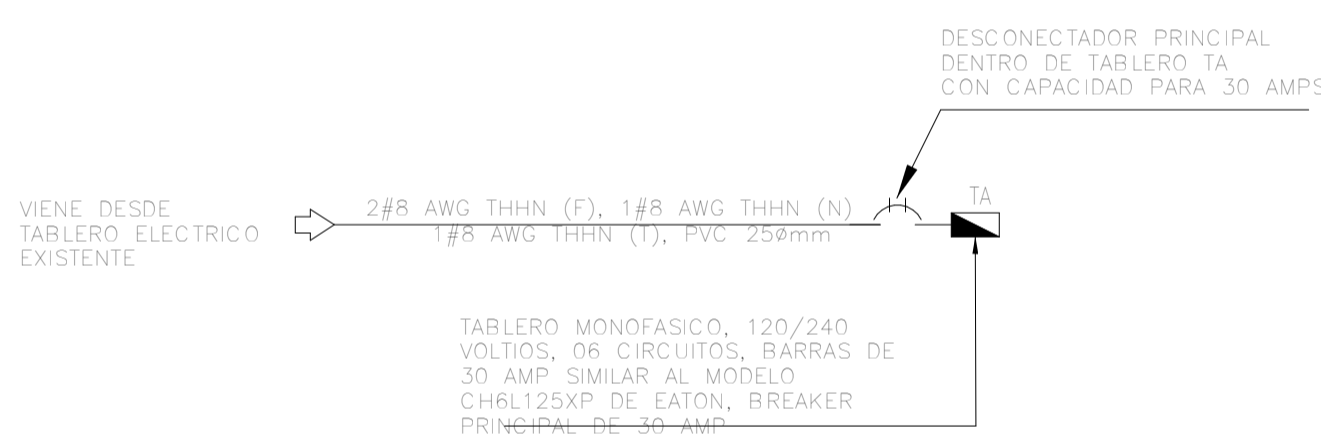 DESCONECTADOR PRINCIPAL
DENTRO DE TABLERO TA
CON CAPACIDAD PARA 30 AMPS
VIENE DESDE
TABLERO ELECTRICO
EXISTENTE
2#8 AWG THHN (F), 1#8 AWG THHN (N)
1#8 AWG THHN (T), PVC 25ømm
TA
TABLERO MONOFASICO, 120/240
VOLTIOS, 06 CIRCUITOS, BARRAS DE
30 AMP SIMILAR AL MODELO
CH6L125XP DE EATON, BREAKER
PRINCIPAL DE 30 AMP